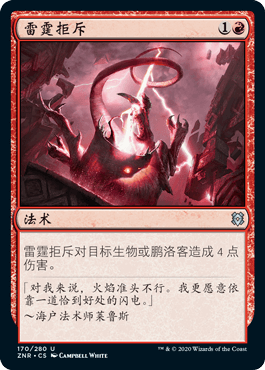 雷霆拒斥 1
法术
雷霆拒斥对目标生物或鹏洛客造成4点
伤害。
「对我来说，火焰准头不行。我更愿意依
靠一道恰到好处的闪电。」
～海户法术师莱鲁斯
170/280 U
ZNR • CS CAMPBELL WHITE
™ & © 2020 Wizards of the Coast